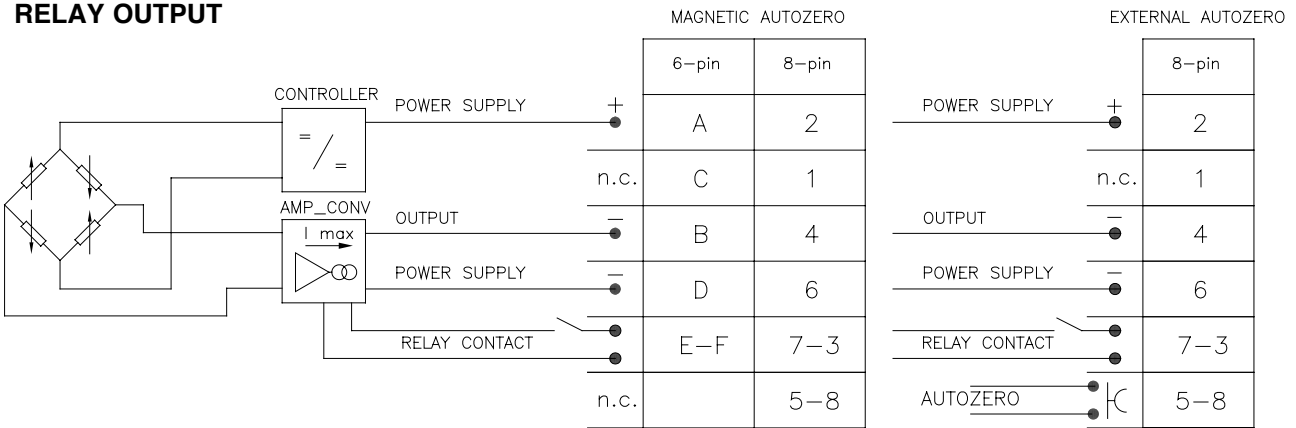 RELAY OUTPUT
MAGNETIC AUTOZERO
EXTERNAL AUTOZERO
6-pin 8-pin
8-pin
CONTROLLER
= / =
POWER SUPPLY + A 2
POWER SUPPLY + 2
n.c. C 1
n.c. 1
AMP_CONV
I max
OUTPUT - B 4
OUTPUT - 4
POWER SUPPLY - D 6
POWER SUPPLY - 6
RELAY CONTACT E-F 7-3
RELAY CONTACT 7-3
n.c. 5-8
AUTOZERO 5-8